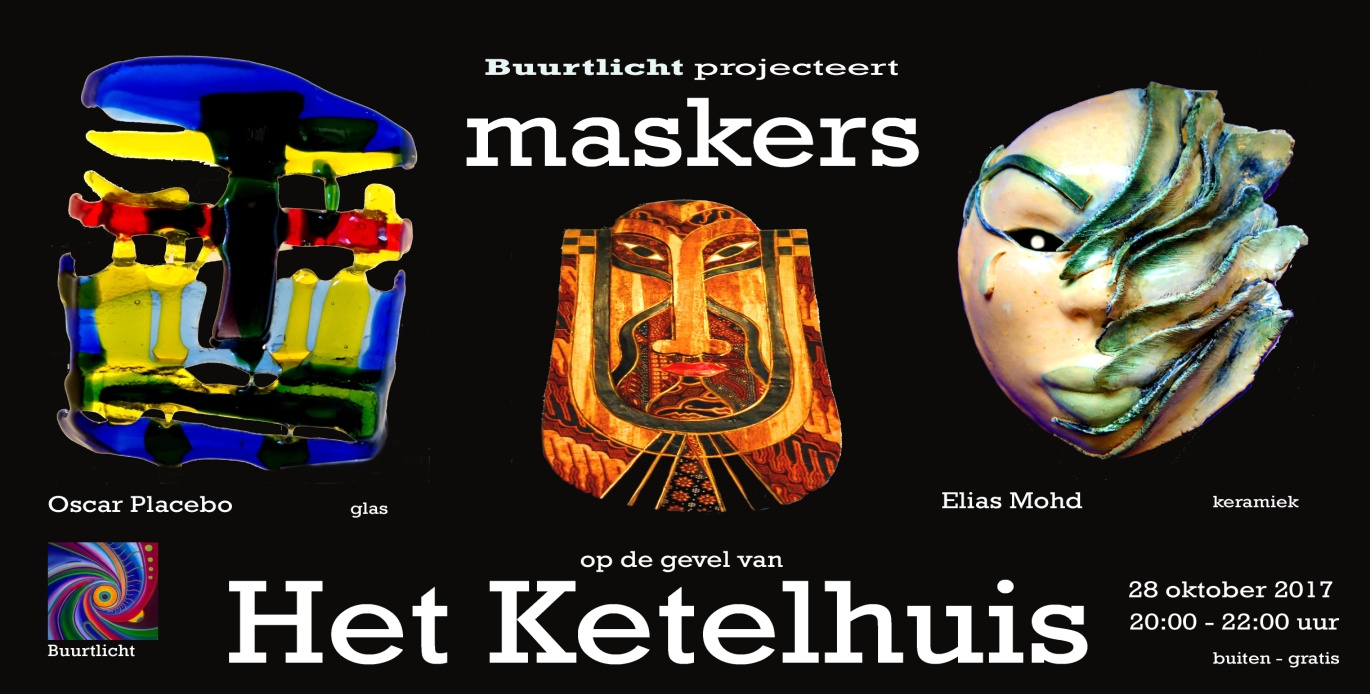 Buurtlicht projecteert
maskers
Oscar Placebo
glas
Elias Mohd
keramiek
Buurtlicht
op de gevel van
Het Ketelhuis
28 oktober 2017
20:00 - 22:00 uur
buiten - gratis